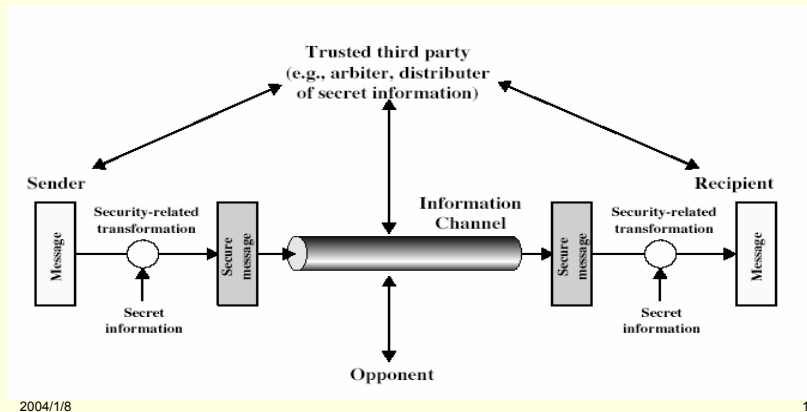 Trusted third party
(e.g., arbiter, distributer
of secret information)
Sender
Recipient
Information
Channel
Security-related
transformation
Security-related
transformation
Message
Secure
message
Secure
message
Message
Secret
information
Secret
information
Opponent
2004/1/8
1